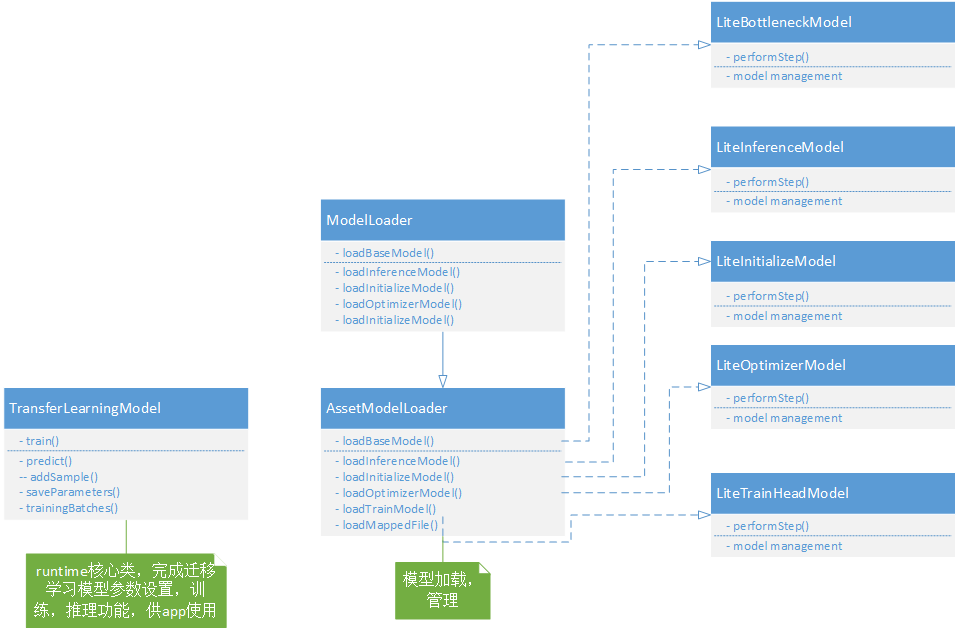 LiteBottleneckModel
- performStep()
- model management
LiteInferenceModel
- performStep()
- model management
ModelLoader
- loadBaseModel()
- loadInferenceModel()
- loadInitializeModel()
- loadOptimizerModel()
- loadInitializeModel()
LiteInitializeModel
- performStep()
- model management
LiteOptimizerModel
- performStep()
- model management
TransferLearningModel
- train()
- predict()
-- addSample()
- saveParameters()
- trainingBatches()
AssetModelLoader
- loadBaseModel()
- loadInferenceModel()
- loadInitializeModel()
- loadOptimizerModel()
- loadTrainModel()
- loadMappedFile()
LiteTrainHeadModel
- performStep()
- model management
runtime核心类，完成迁移
学习模型参数设置，训
练，推理功能，供app使用
模型加载，
管理